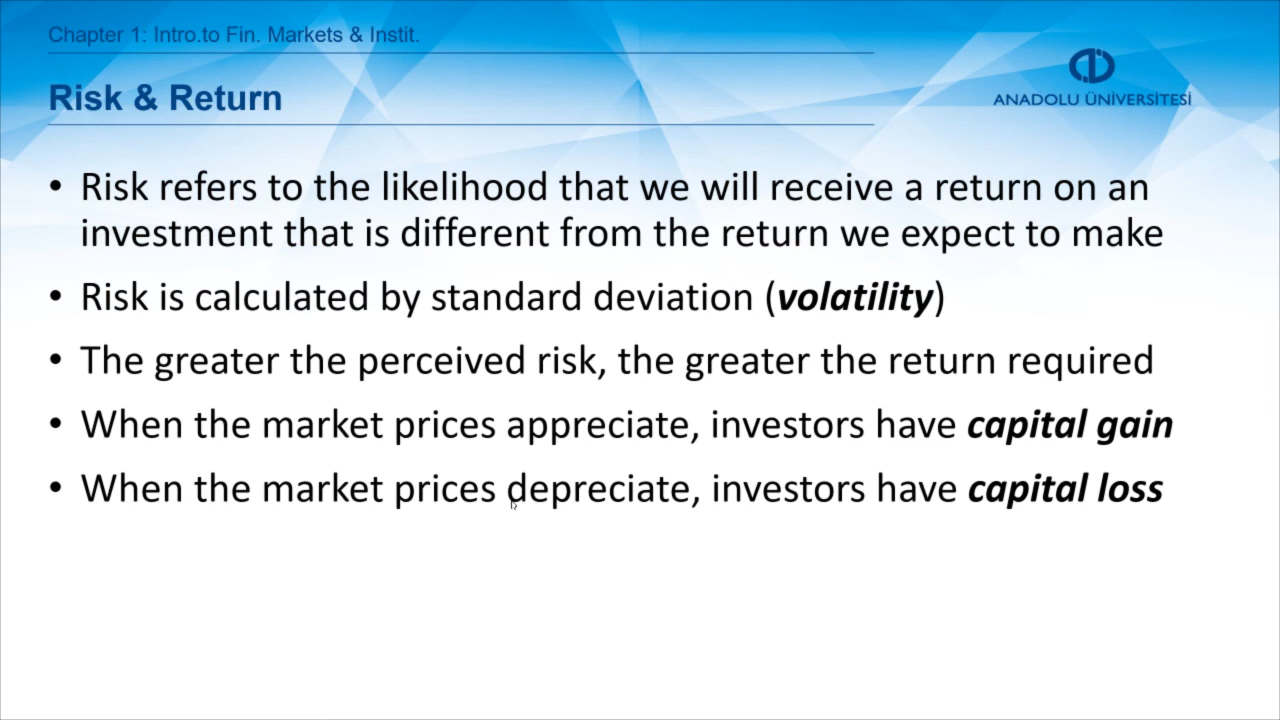 Chapter 1: Intro.to Fin. Markets & Instit.
Risk & Return
ANADOLU ÜNİVERSİTESİ
• Risk refers to the likelihood that we will receive a return on an
investment that is different from the return we expect to make
• Risk is calculated by standard deviation (volatility)
• The greater the perceived risk, the greater the return required
• When the market prices appreciate, investors have capital gain
• When the market prices depreciate, investors have capital loss